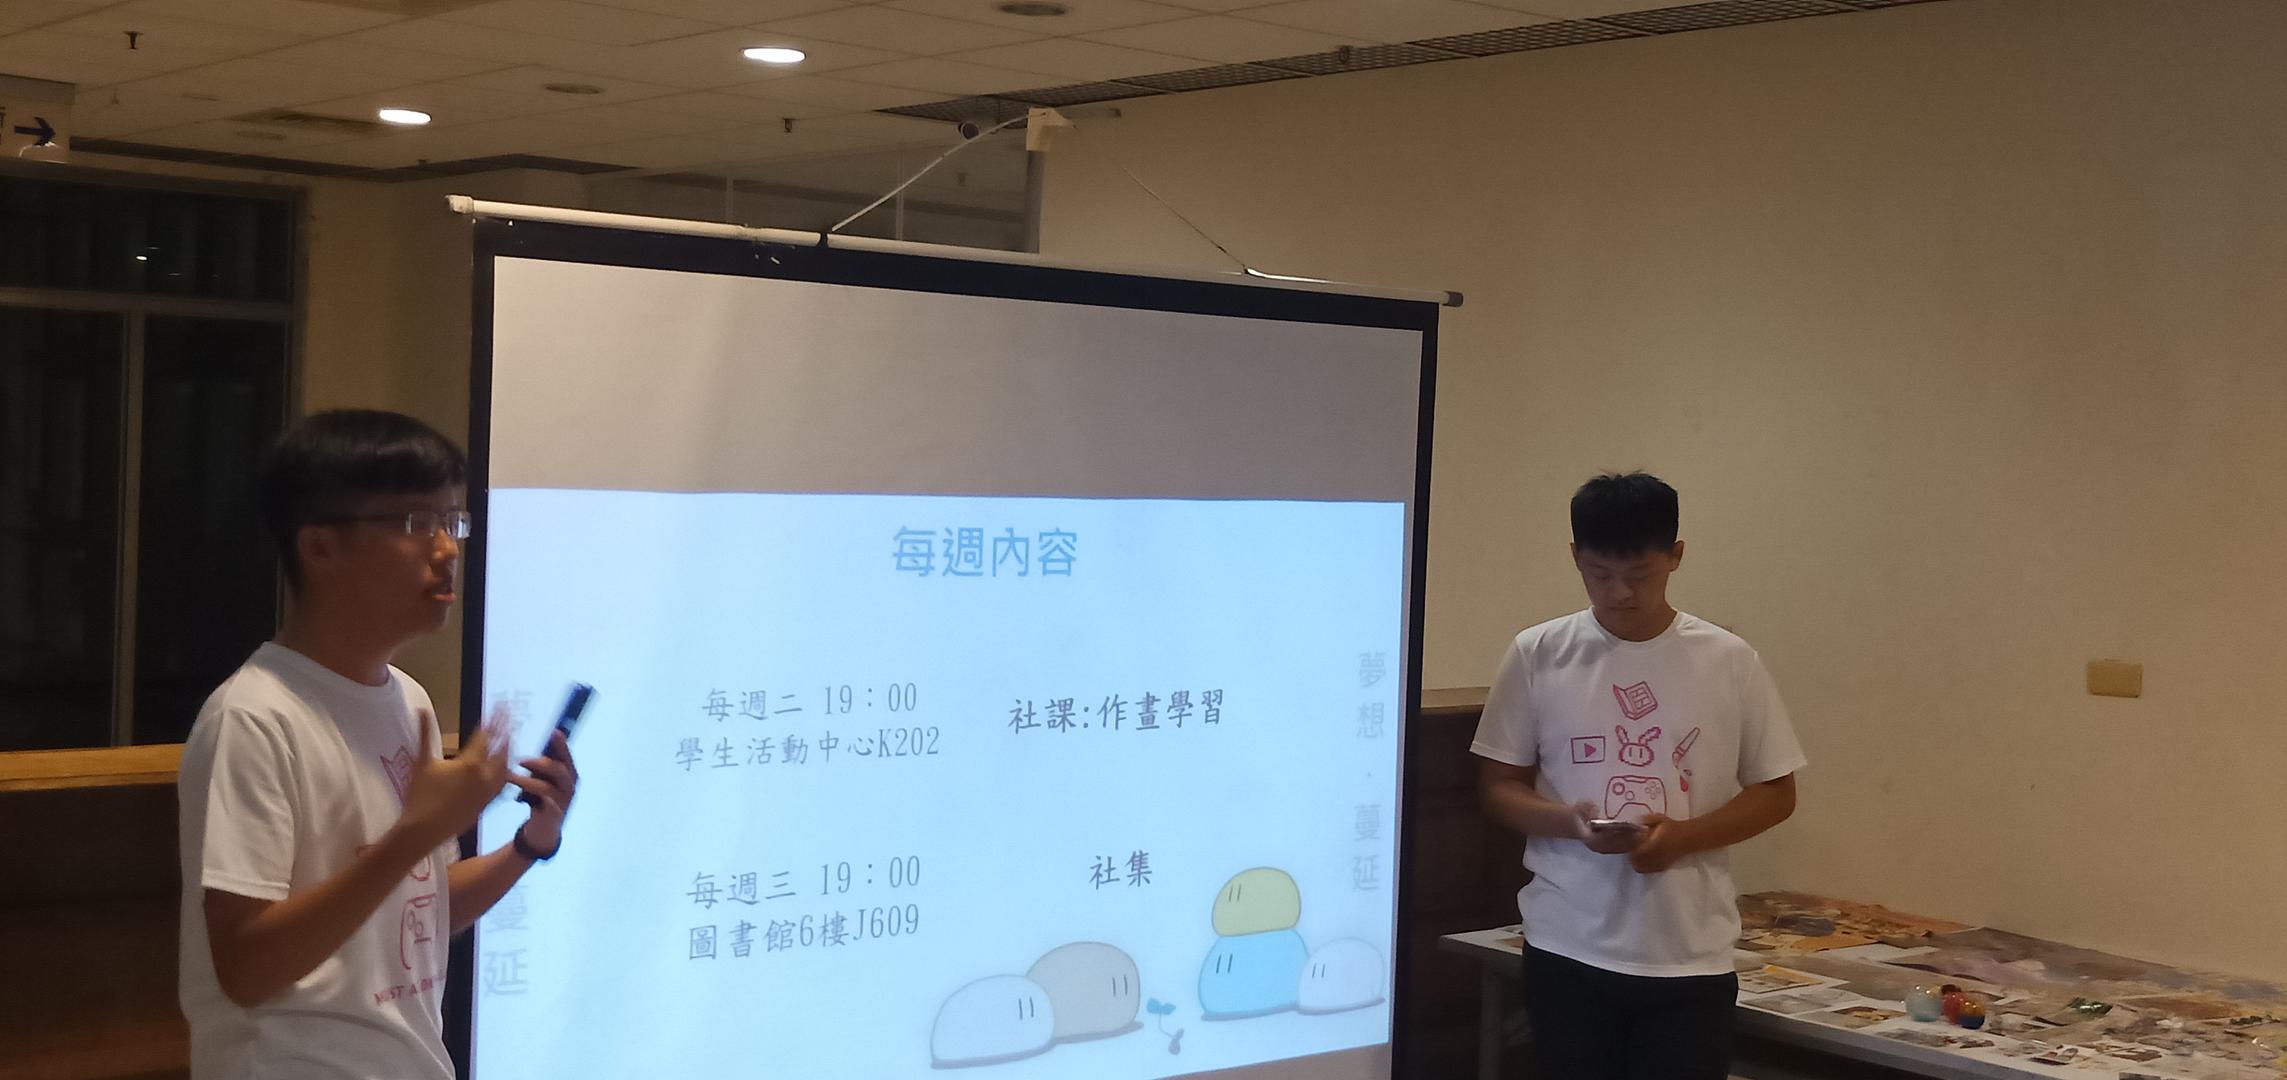 每週內容
每週二 19：00
學生活動中心K202
社課:作畫學習
每週三 19：00
圖書館6樓J609
社集
夢想．蔓延
蔓延